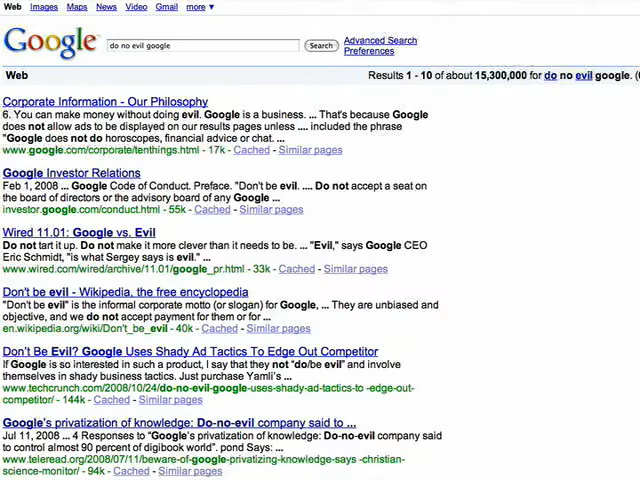 Web Images Maps News Video Gmail more ▼
Google™ do no evil google Search Advanced Search
Preferences
Web Results 1 - 10 of about 15,300,000 for do no evil google. (
Corporate Information - Our Philosophy
6. You can make money without doing evil. Google is a business. ... That's because Google
does not allow ads to be displayed on our results pages unless .... included the phrase
"Google does not do horoscopes, financial advice or chat. ...
www.google.com/corporate/tenthings.html - 17k - Cached - Similar pages
Google Investor Relations
Feb 1, 2008 ... Google Code of Conduct. Preface. "Don't be evil. .... Do not accept a seat on
the board of directors or the advisory board of any Google ...
investor.google.com/conduct.html - 55k - Cached - Similar pages
Wired 11.01: Google vs. Evil
Do not tart it up. Do not make it more clever than it needs to be. ... "Evil," says Google CEO
Eric Schmidt, "is what Sergey says is evil." ...
www.wired.com/wired/archive/11.01/google_pr.html - 33k - Cached - Similar pages
Don't be evil - Wikipedia, the free encyclopedia
"Don't be evil" is the informal corporate motto (or slogan) for Google, ... They are unbiased and
objective, and we do not accept payment for them or for ...
en.wikipedia.org/wiki/Don't_be_evil - 40k - Cached - Similar pages
Don't Be Evil? Google Uses Shady Ad Tactics To Edge Out Competitor
If Google is so interested in such a product, I say that they not "do/be evil" and involve
themselves in shady business tactics. Just purchase Yamli's ...
www.techcrunch.com/2008/10/24/do-no-evil-google-uses-shady-ad-tactics-to -edge-out-
competitor/ - 144k - Cached - Similar pages
Google's privatization of knowledge: Do-no-evil company said to ...
Jul 11, 2008 ... 4 Responses to "Google's privatization of knowledge: Do-no-evil company said
to control almost 90 percent of digibook world". pond Says: ...
www.teleread.org/2008/07/11/beware-of-google-privatizing-knowledge-says -christian-
science-monitor/ - 94k - Cached - Similar pages